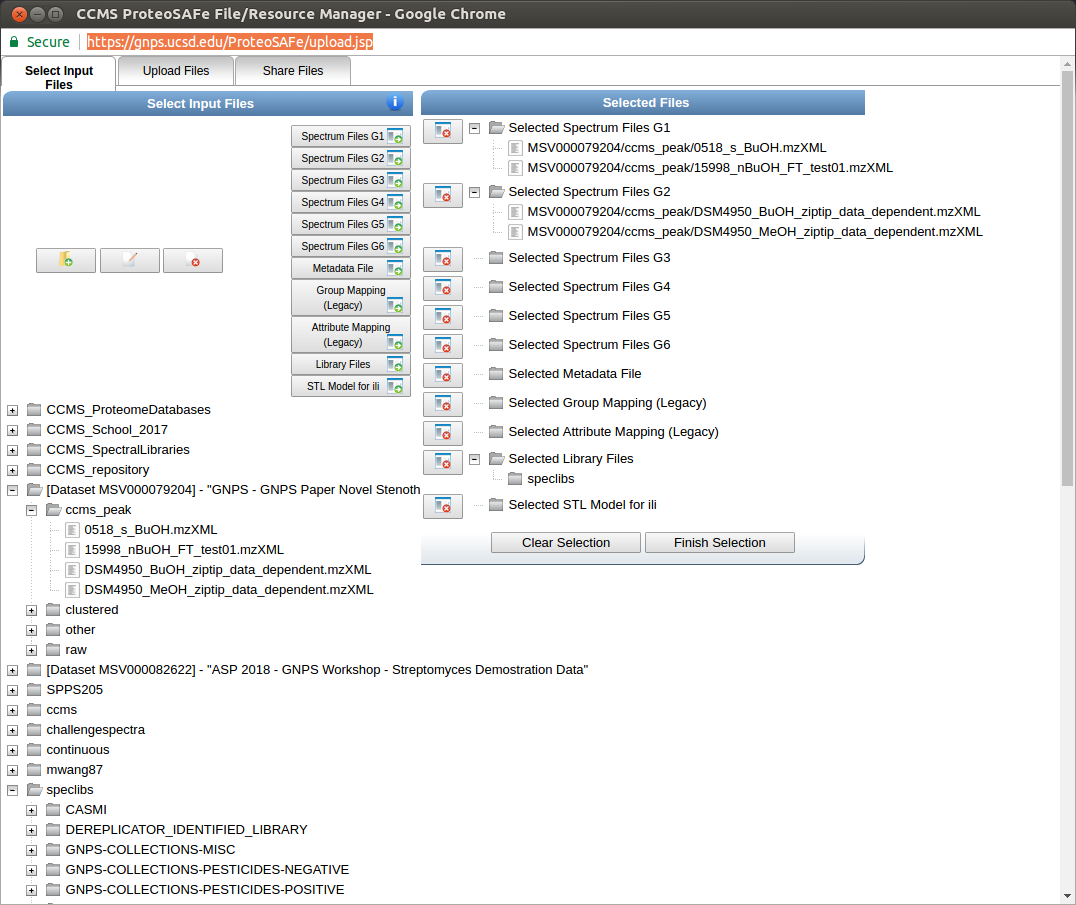 CCMS ProteoSAFe File/Resource Manager - Google Chrome
Secure
https://gnps.ucsd.edu/ProteoSAFe/upload.jsp
Select Input
Files
Upload Files
Share Files
Select Input Files
i
Spectrum Files G1
Spectrum Files G2
Spectrum Files G3
Spectrum Files G4
Spectrum Files G5
Spectrum Files G6
Metadata File
Group Mapping
(Legacy)
Attribute Mapping
(Legacy)
Library Files
STL Model for ili
CCMS_ProteomeDatabases
CCMS_School_2017
CCMS_SpectralLibraries
CCMS_repository
[Dataset MSV000079204] - "GNPS - GNPS Paper Novel Stenoth
ccms_peak
0518_s_BuOH.mzXML
15998_nBuOH_FT_test01.mzXML
DSM4950_BuOH_ziptip_data_dependent.mzXML
DSM4950_MeOH_ziptip_data_dependent.mzXML
clustered
other
raw
[Dataset MSV000082622] - "ASP 2018 - GNPS Workshop - Streptomyces Demostration Data"
SPPS205
ccms
challengespectra
continuous
mwang87
speclibs
CASMI
DEREPLICATOR_IDENTIFIED_LIBRARY
GNPS-COLLECTIONS-MISC
GNPS-COLLECTIONS-PESTICIDES-NEGATIVE
GNPS-COLLECTIONS-PESTICIDES-POSITIVE
Selected Files
Selected Spectrum Files G1
MSV000079204/ccms_peak/0518_s_BuOH.mzXML
MSV000079204/ccms_peak/15998_nBuOH_FT_test01.mzXML
Selected Spectrum Files G2
MSV000079204/ccms_peak/DSM4950_BuOH_ziptip_data_dependent.mzXML
MSV000079204/ccms_peak/DSM4950_MeOH_ziptip_data_dependent.mzXML
Selected Spectrum Files G3
Selected Spectrum Files G4
Selected Spectrum Files G5
Selected Spectrum Files G6
Selected Metadata File
Selected Group Mapping (Legacy)
Selected Attribute Mapping (Legacy)
Selected Library Files
speclibs
Selected STL Model for ili
Clear Selection
Finish Selection